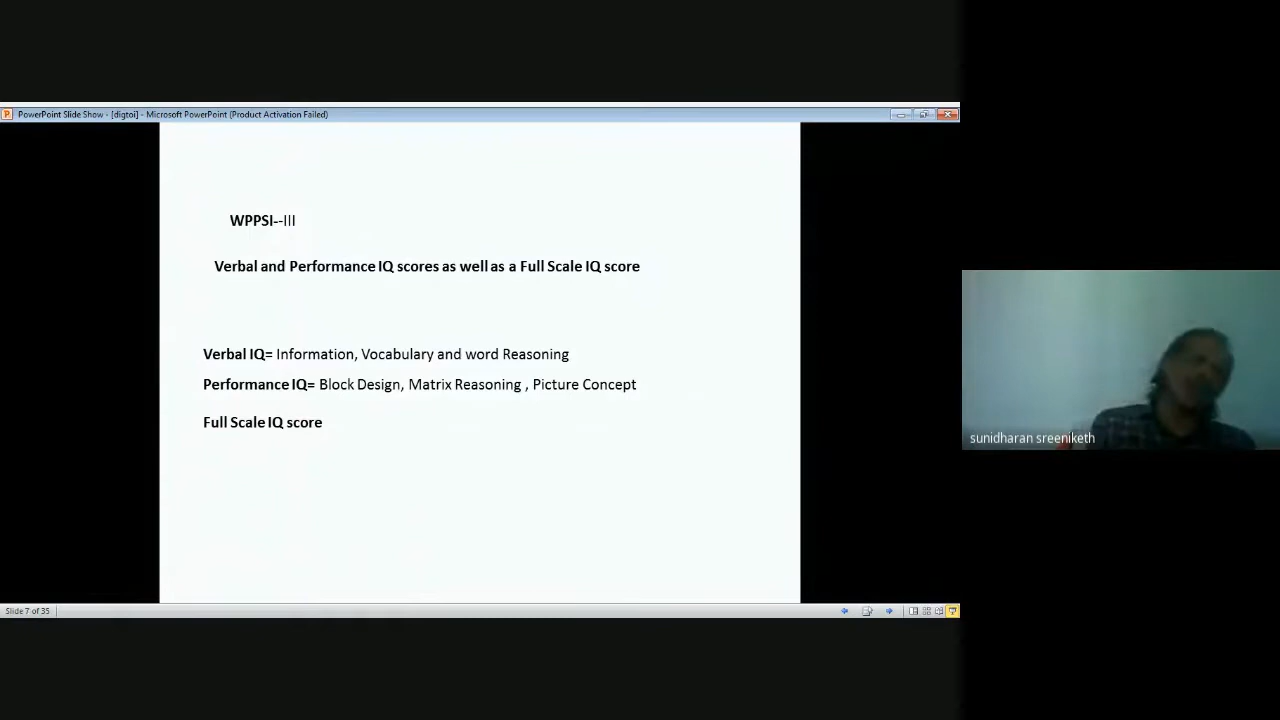 PowerPoint Slide Show - [digtoi] - Microsoft PowerPoint (Product Activation Failed)
WPPSI--III
Verbal and Performance IQ scores as well as a Full Scale IQ score
Verbal IQ= Information, Vocabulary and word Reasoning
Performance IQ= Block Design, Matrix Reasoning , Picture Concept
Full Scale IQ score
sunidharan sreeniketh
Slide 7 of 35